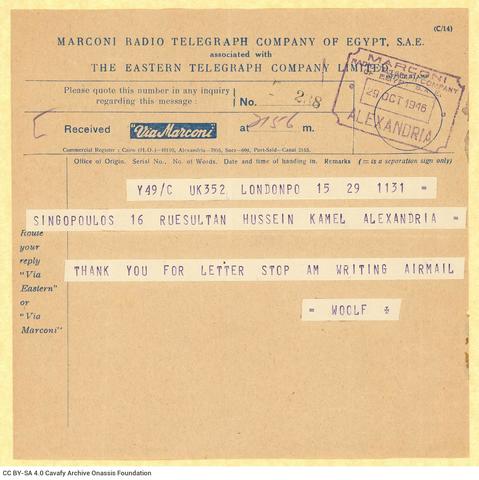 (C/14)
MARCONI RADIO TELEGRAPH COMPANY OF EGYPT, S.A.E.
associated with
THE EASTERN TELEGRAPH COMPANY LIMITED.
Please quote this number in any inquiry
regarding this message:
No.
Received "Via Marconi" at m.
MARCONI
EGYPT S.A.E.
29 OCT 1946
ALEXANDRIA
Office of Origin. Serial No., No. of Words. Date and time of handing in. Remarks (= is a separation sign only)
Y49/C UK352 LONDONPO 15 29 1131 =
SINGOPOULOS 16 RUESULTAN HUSSEIN KAMEL ALEXANDRIA =
Route
your
reply
"Via
Eastern"
or
"Via
Marconi"
THANK YOU FOR LETTER STOP AM WRITING AIRMAIL
= WOOLF +
CC BY-SA 4.0 Cavafy Archive Onassis Foundation